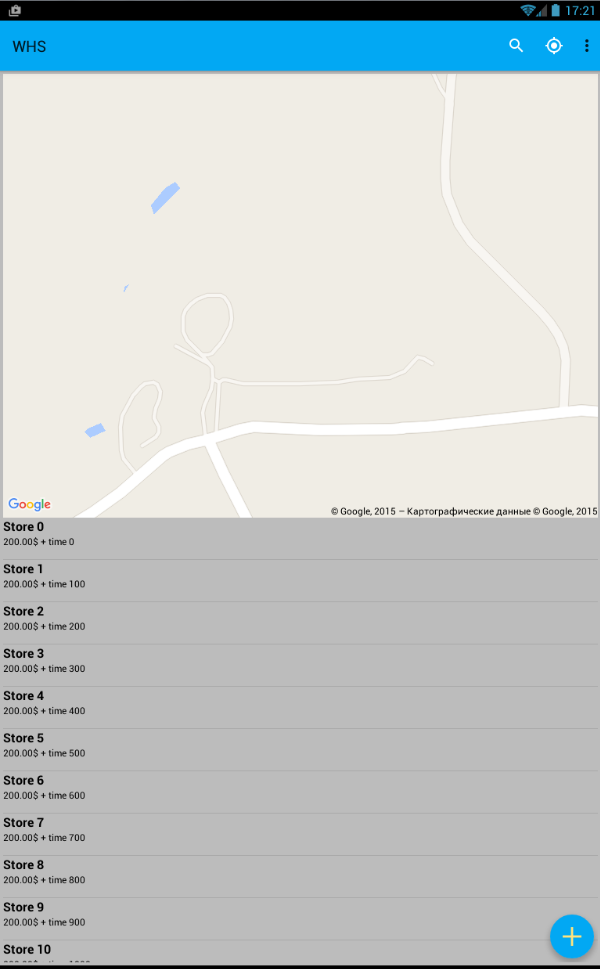 17:21
WHS
Google
© Google, 2015 – Картографические данные © Google, 2015
Store 0
200.00$ + time 0
Store 1
200.00$ + time 100
Store 2
200.00$ + time 200
Store 3
200.00$ + time 300
Store 4
200.00$ + time 400
Store 5
200.00$ + time 500
Store 6
200.00$ + time 600
Store 7
200.00$ + time 700
Store 8
200.00$ + time 800
Store 9
200.00$ + time 900
Store 10